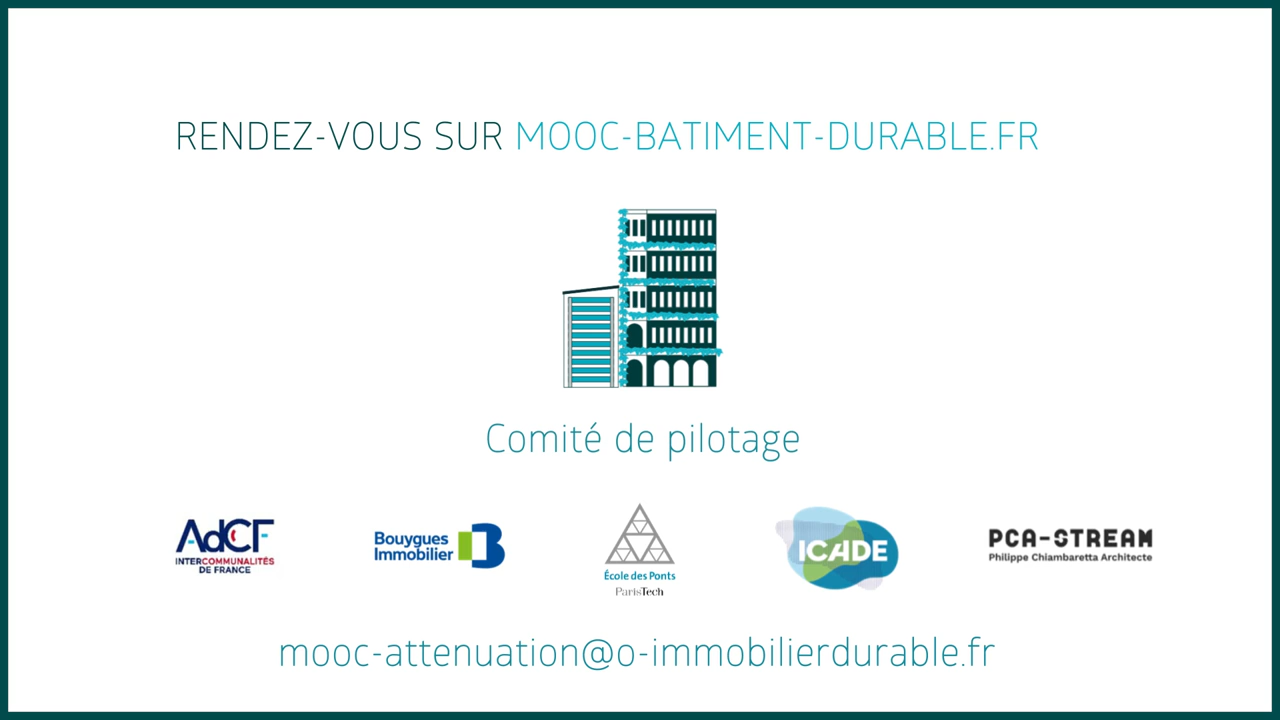 RENDEZ-VOUS SUR MOOC-BATIMENT-DURABLE.FR
Comité de pilotage
AdCF
INTERCOMMUNALITÉS
DE FRANCE
Bouygues
Immobilier
École des Ponts
ParisTech
ICADE
PCA-STREAM
Philippe Chiambaretta Architecte
mooc-attenuation@o-immobilierdurable.fr